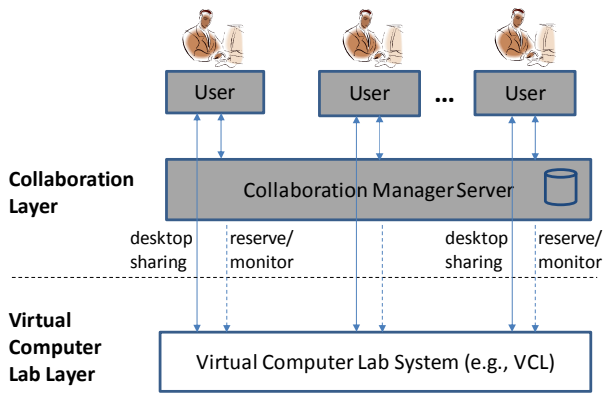 User
User
...
User
Collaboration
Layer
Collaboration Manager Server
desktop
sharing
reserve/
monitor
desktop
sharing
reserve/
monitor
Virtual
Computer
Lab Layer
Virtual Computer Lab System (e.g., VCL)